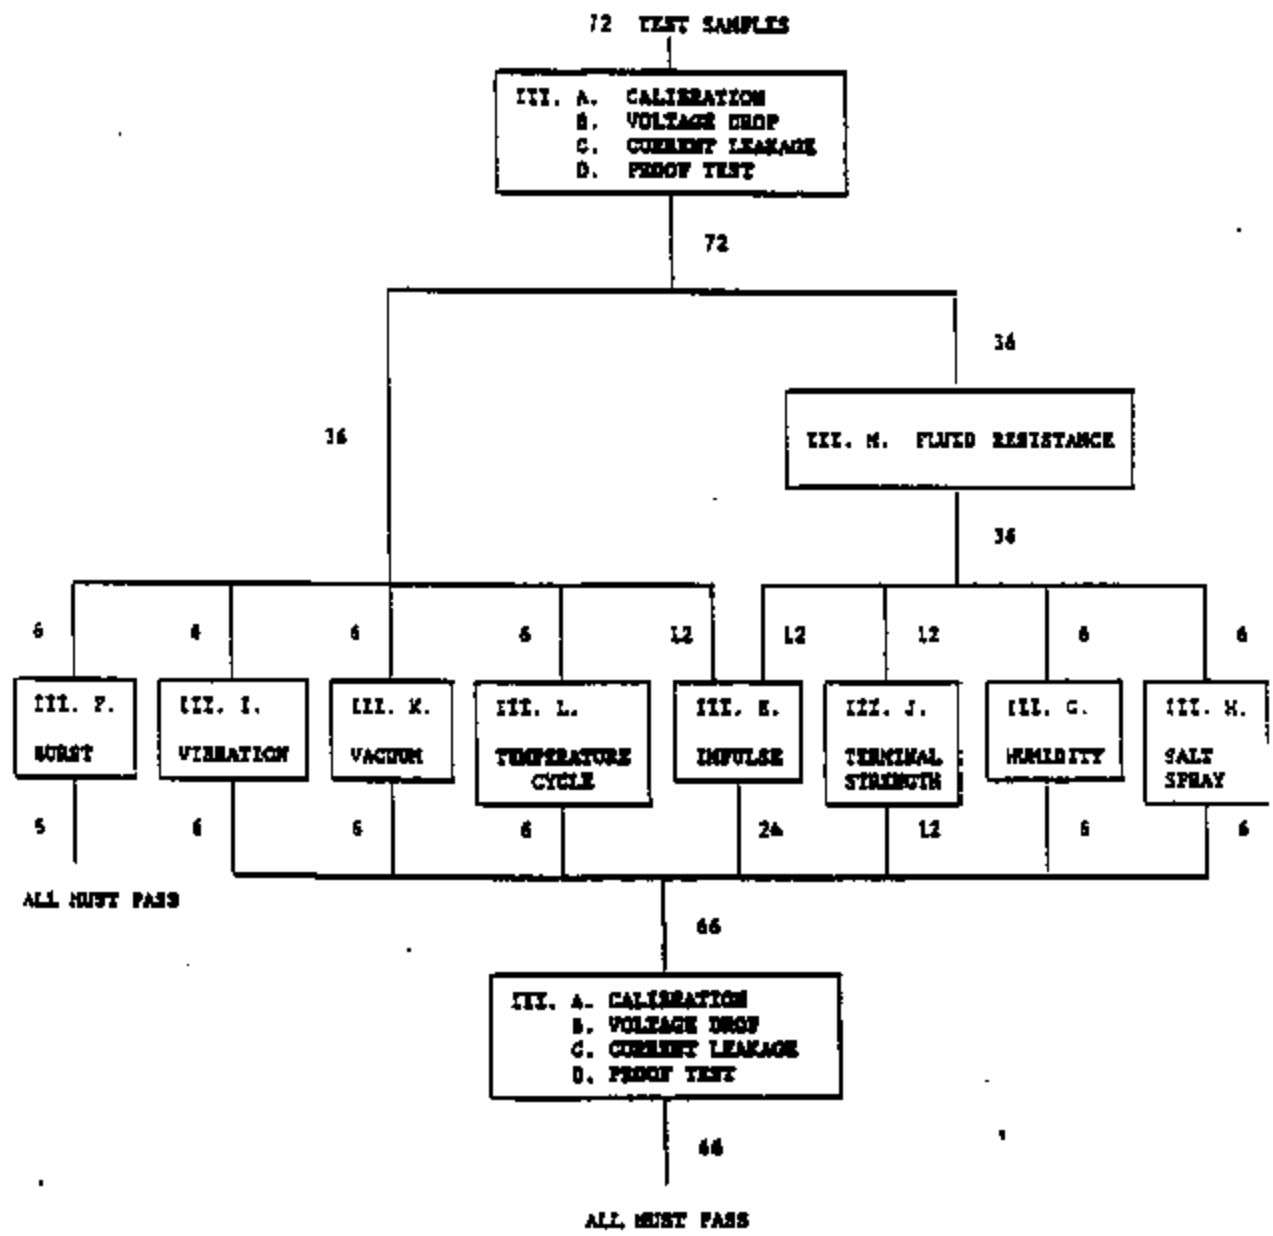 72 TEST SAMPLES
III. A. CALIBRATION
B. VOLTAGE DROP
C. CURRENT LEAKAGE
D. PROOF TEST
72
36
III. M. FLUID RESISTANCE
36
36
6 6 6 6 12 12 12 6 6
III. F. BURST
III. I. VIBRATION
III. K. VACUUM
III. L. TEMPERATURE CYCLE
III. E. IMPULSE
III. J. TERMINAL STRENGTH
III. G. HUMIDITY
III. H. SALT SPRAY
6 6 6 24 12 6 6
ALL MUST PASS
66
III. A. CALIBRATION
B. VOLTAGE DROP
C. CURRENT LEAKAGE
D. PROOF TEST
66
ALL MUST PASS